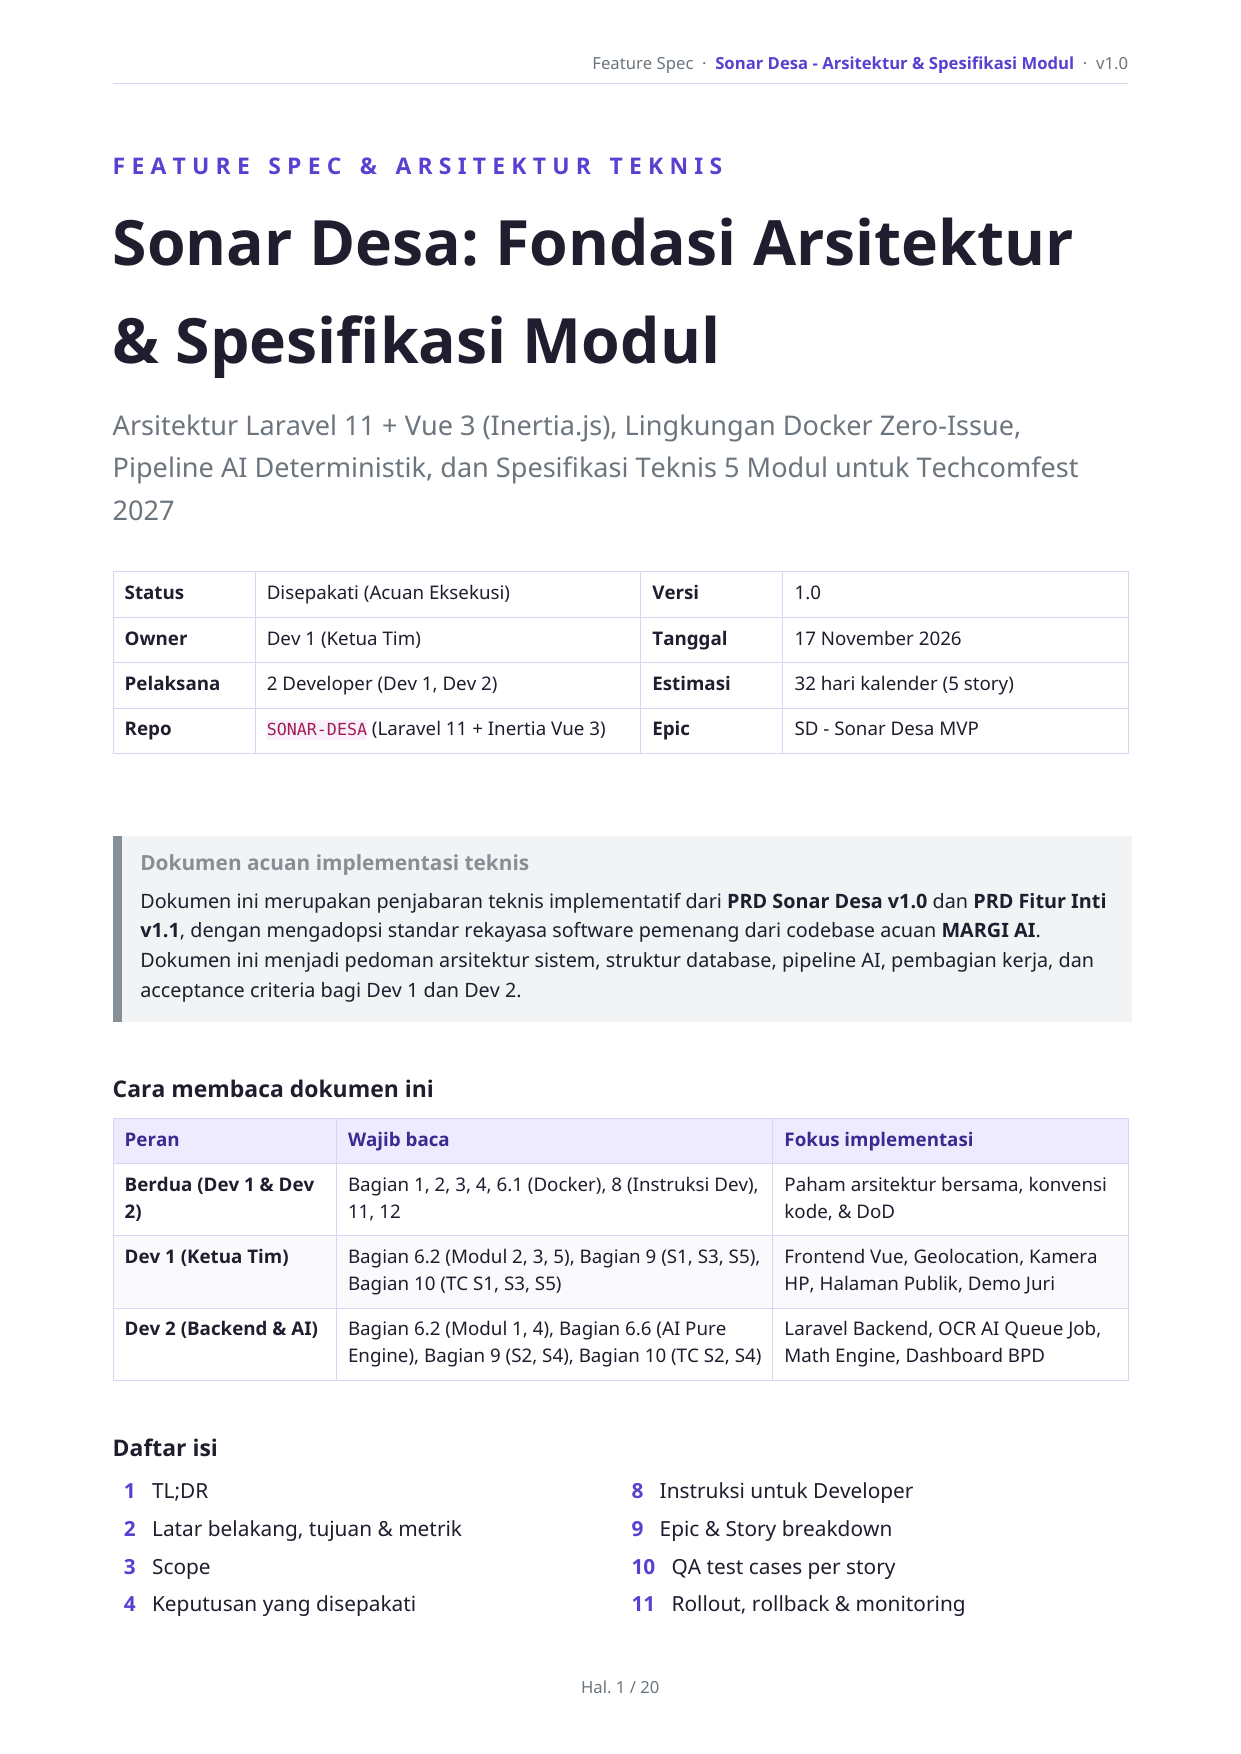 Feature Spec · Sonar Desa - Arsitektur & Spesifikasi Modul · v1.0
FEATURE SPEC & ARSITEKTUR TEKNIS
Sonar Desa: Fondasi Arsitektur
& Spesifikasi Modul
Arsitektur Laravel 11 + Vue 3 (Inertia.js), Lingkungan Docker Zero-Issue,
Pipeline AI Deterministik, dan Spesifikasi Teknis 5 Modul untuk Techcomfest
2027
Status Disepakati (Acuan Eksekusi) Versi 1.0
Owner Dev 1 (Ketua Tim) Tanggal 17 November 2026
Pelaksana 2 Developer (Dev 1, Dev 2) Estimasi 32 hari kalender (5 story)
Repo SONAR-DESA (Laravel 11 + Inertia Vue 3) Epic SD - Sonar Desa MVP
Dokumen acuan implementasi teknis
Dokumen ini merupakan penjabaran teknis implementatif dari PRD Sonar Desa v1.0 dan PRD Fitur Inti
v1.1, dengan mengadopsi standar rekayasa software pemenang dari codebase acuan MARGI AI.
Dokumen ini menjadi pedoman arsitektur sistem, struktur database, pipeline AI, pembagian kerja, dan
acceptance criteria bagi Dev 1 dan Dev 2.
Cara membaca dokumen ini
Peran Wajib baca Fokus implementasi
Berdua (Dev 1 & Dev Bagian 1, 2, 3, 4, 6.1 (Docker), 8 (Instruksi Dev), Paham arsitektur bersama, konvensi
2) 11, 12 kode, & DoD
Dev 1 (Ketua Tim) Bagian 6.2 (Modul 2, 3, 5), Bagian 9 (S1, S3, S5), Frontend Vue, Geolocation, Kamera
Bagian 10 (TC S1, S3, S5) HP, Halaman Publik, Demo Juri
Dev 2 (Backend & AI) Bagian 6.2 (Modul 1, 4), Bagian 6.6 (AI Pure Laravel Backend, OCR AI Queue Job,
Engine), Bagian 9 (S2, S4), Bagian 10 (TC S2, S4) Math Engine, Dashboard BPD
Daftar isi
1 TL;DR
2 Latar belakang, tujuan & metrik
3 Scope
4 Keputusan yang disepakati
8 Instruksi untuk Developer
9 Epic & Story breakdown
10 QA test cases per story
11 Rollout, rollback & monitoring
Hal. 1 / 20